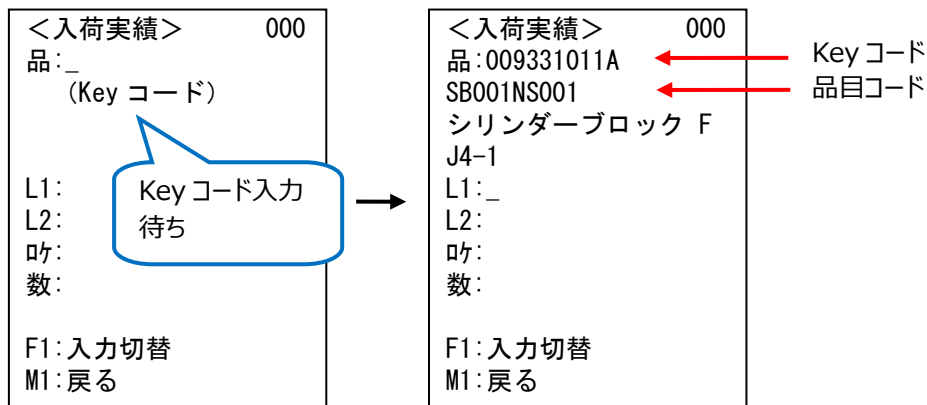 <入荷実績> 000
品:_
(Key コード)
L1:
L2:
ﾛｹ:
数:
F1:入力切替
M1:戻る
Key コード入力
待ち
<入荷実績> 000
品:009331011A
SB001NS001
シリンダーブロック F
J4-1
L1:_
L2:
ﾛｹ:
数:
F1:入力切替
M1:戻る
Key コード
品目コード